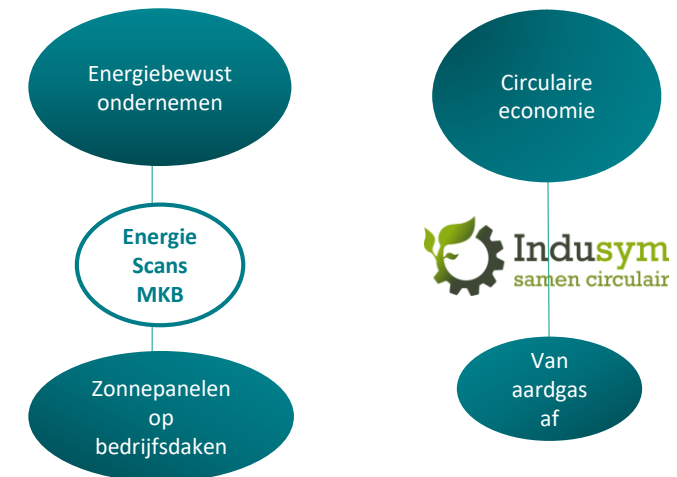 Energiebewust
ondernemen
Energie
Scans
MKB
Zonnepanelen
op
bedrijfsdaken
Circulaire
economie
Indusym
samen circulair
Van
aardgas
af